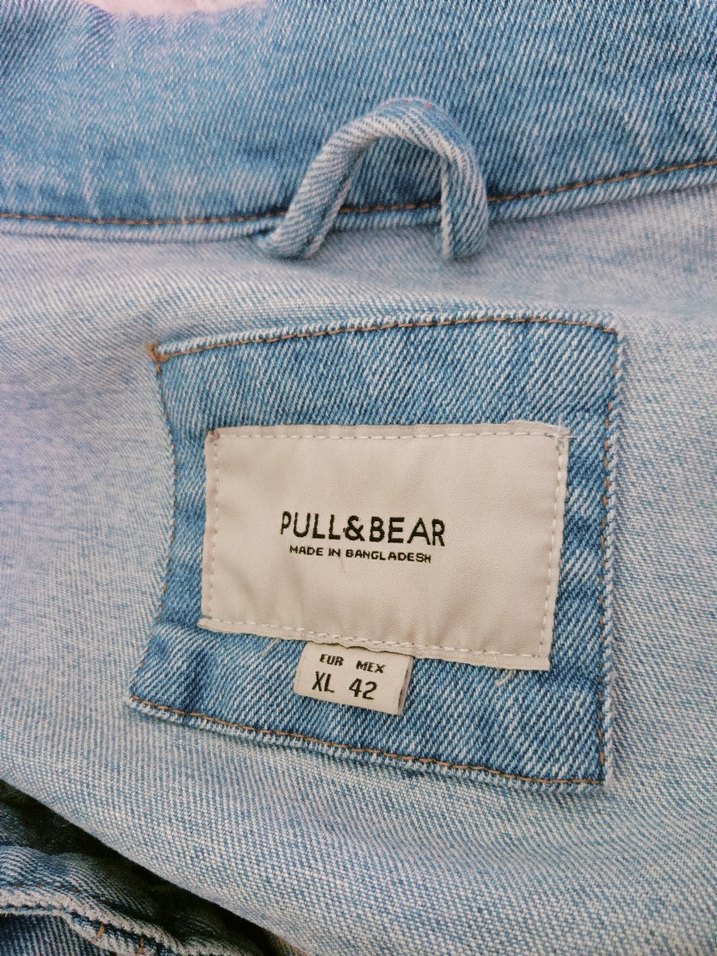 PULL&BEAR
MADE IN BANGLADESH
EUR MEX
XL 42